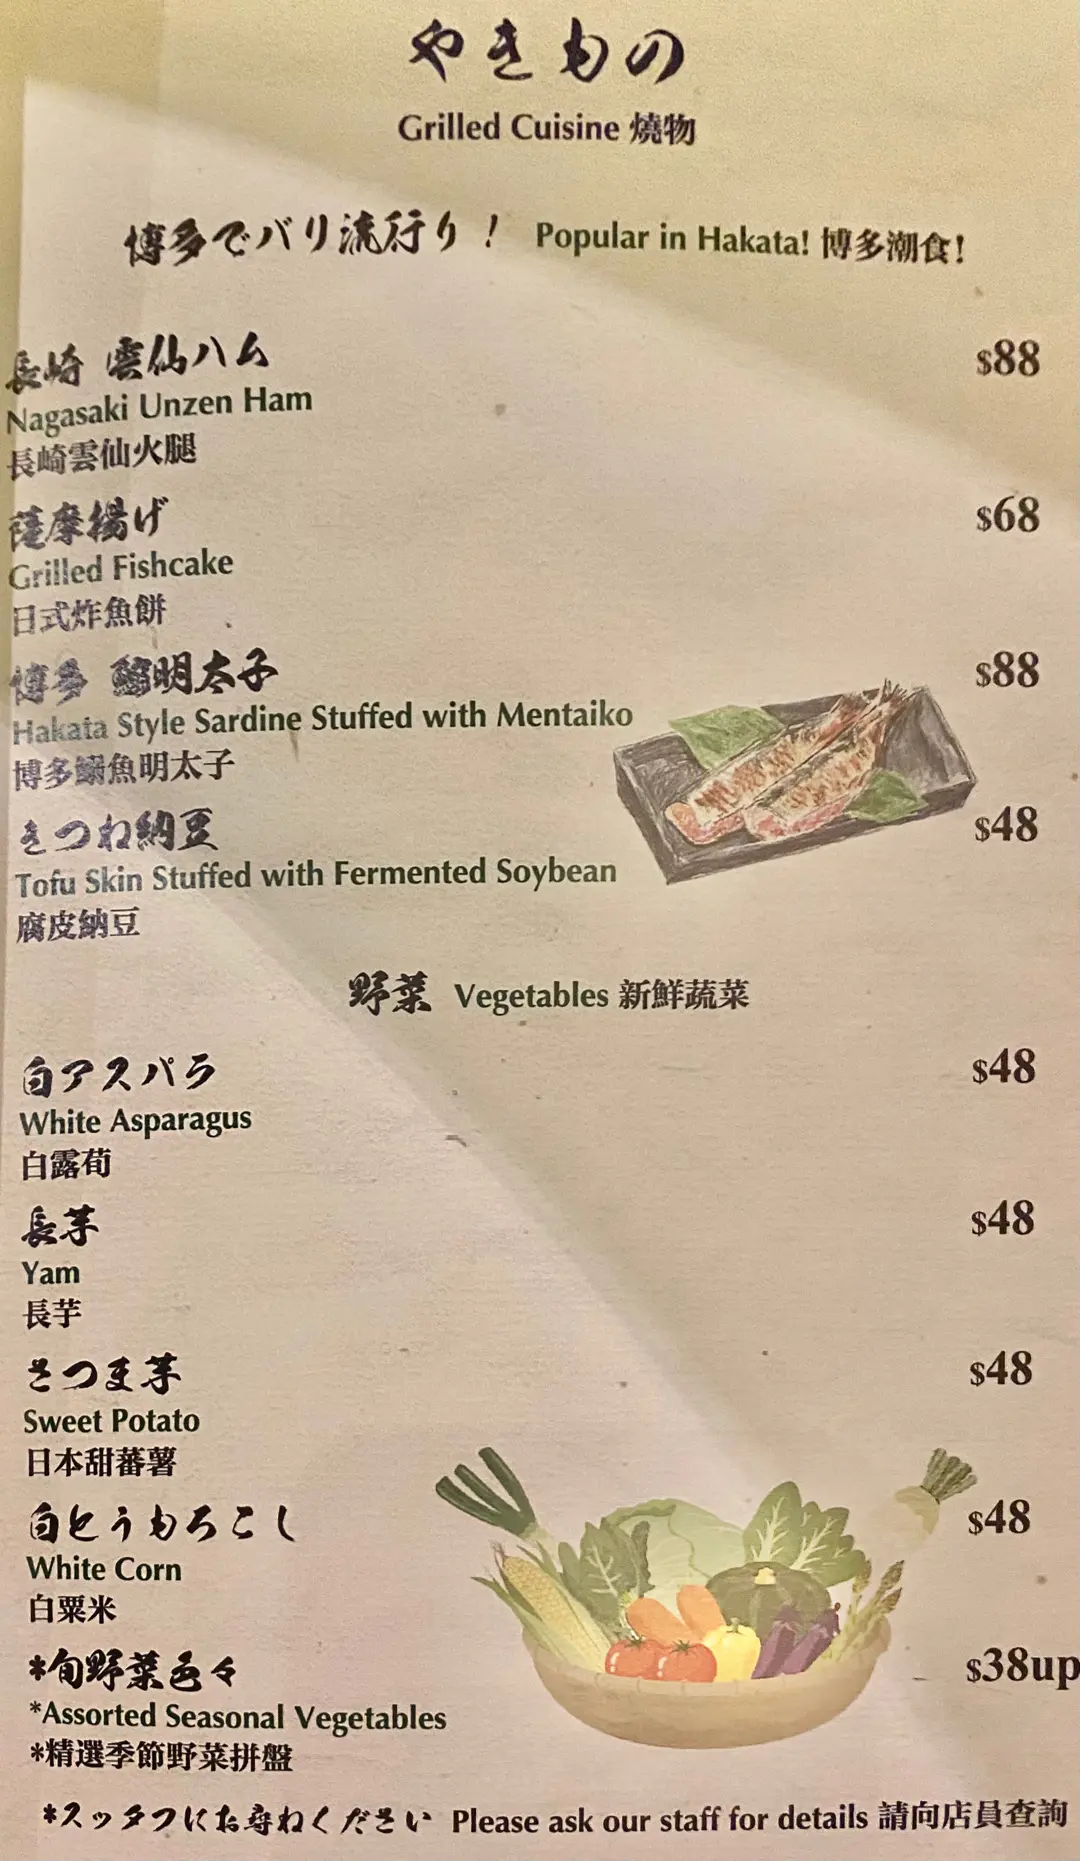 やきもの
Grilled Cuisine 燒物
博多でバリ流行り！ Popular in Hakata! 博多潮食!
長崎 雲仙ハム $88
Nagasaki Unzen Ham
長崎雲仙火腿
薩摩揚げ $68
Grilled Fishcake
日式炸魚餅
博多 鰯明太子 $88
Hakata Style Sardine Stuffed with Mentaiko
博多鰯魚明太子
きつね納豆 $48
Tofu Skin Stuffed with Fermented Soybean
腐皮納豆
野菜 Vegetables 新鮮蔬菜
白アスパラ $48
White Asparagus
白露荀
長芋 $48
Yam
長芋
さつま芋 $48
Sweet Potato
日本甜蕃薯
白とうもろこし $48
White Corn
白粟米
*旬野菜色々 $38up
*Assorted Seasonal Vegetables
*精選季節野菜拼盤
*スッタフにお尋ねください Please ask our staff for details 請向店員查詢